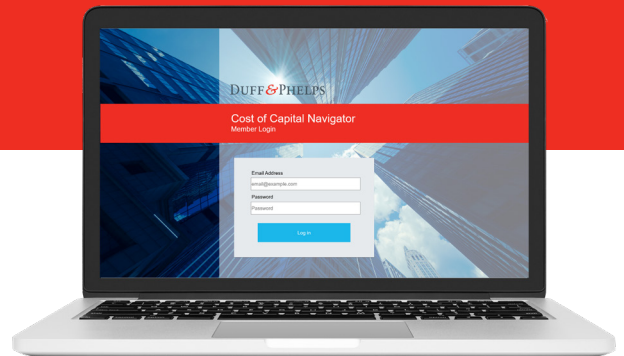 DUFF&PHELPS
Cost of Capital Navigator
Member Login
Email Address
email@example.com
Password
Password
Log in